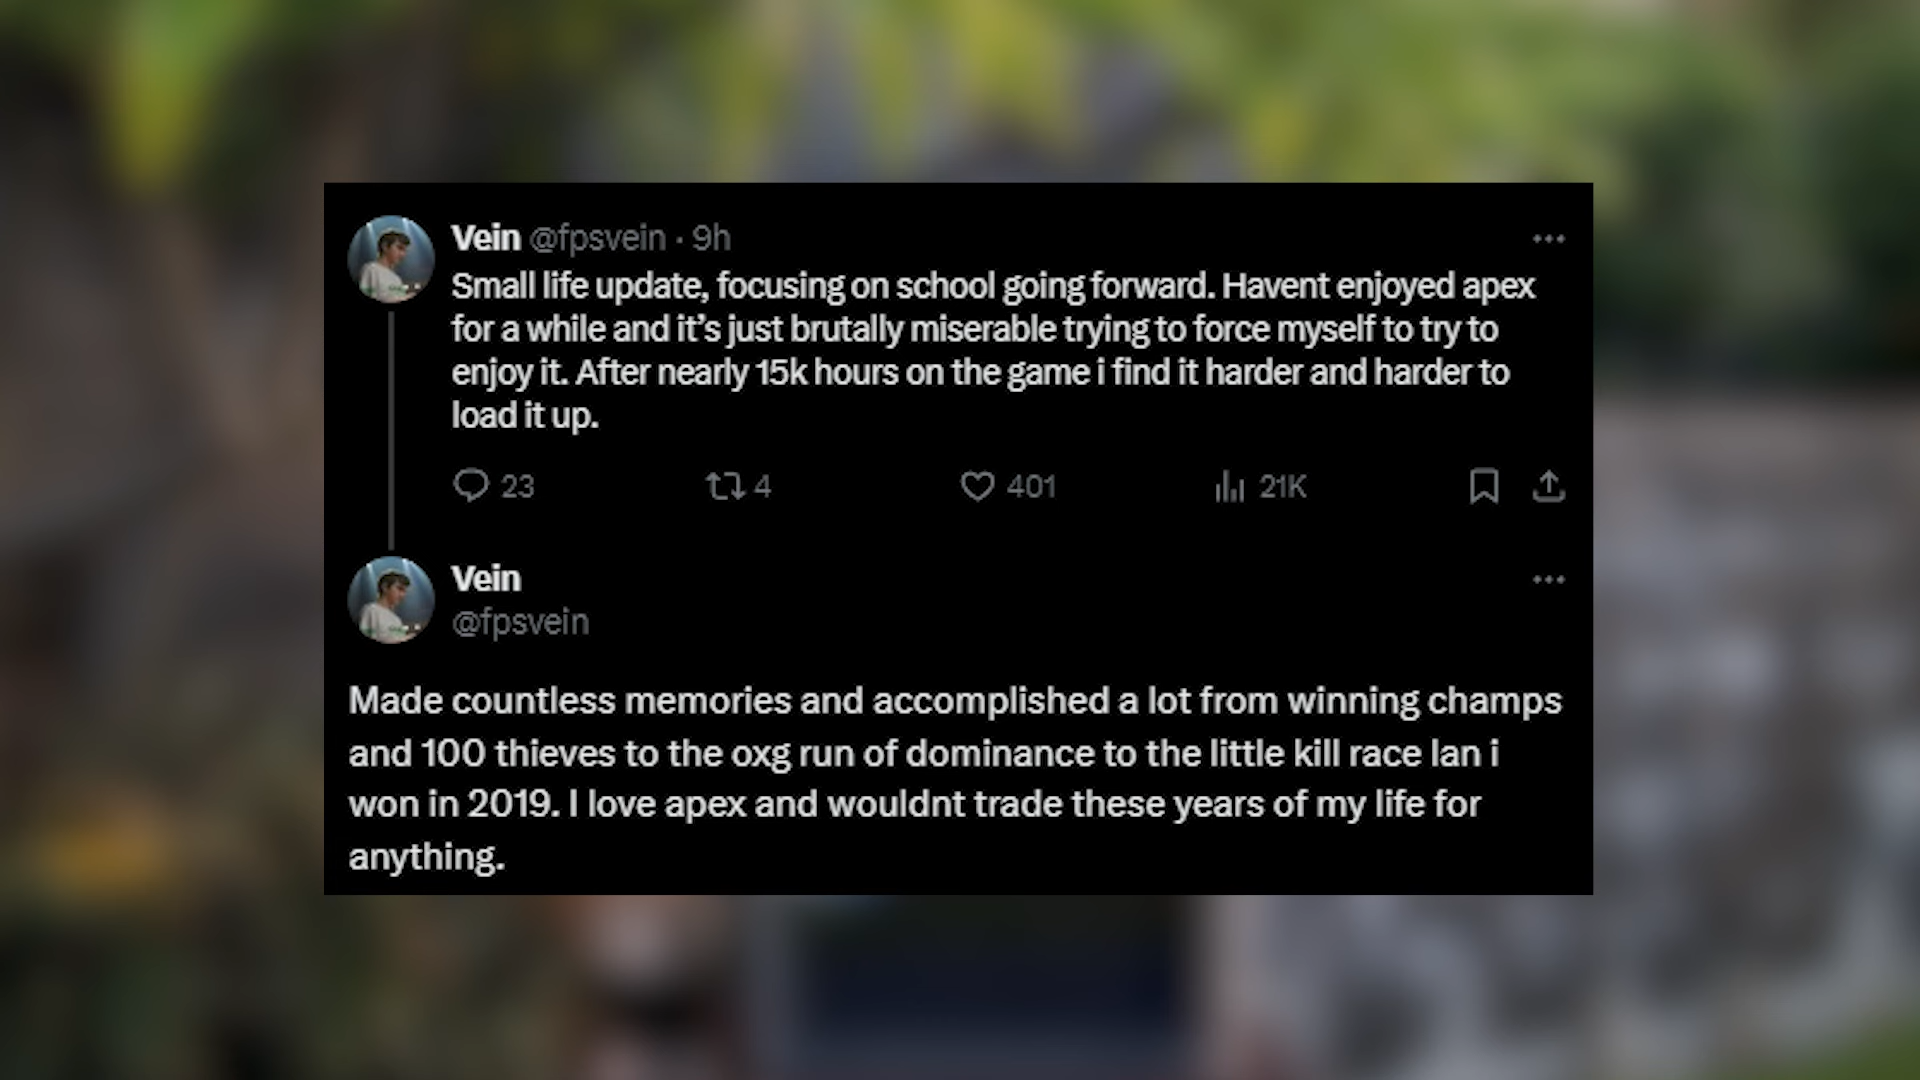 Vein @fpsvein · 9h
Small life update, focusing on school going forward. Havent enjoyed apex
for a while and it’s just brutally miserable trying to force myself to try to
enjoy it. After nearly 15k hours on the game i find it harder and harder to
load it up.
23 4 401 21K
Vein
@fpsvein
Made countless memories and accomplished a lot from winning champs
and 100 thieves to the oxg run of dominance to the little kill race lan i
won in 2019. I love apex and wouldnt trade these years of my life for
anything.